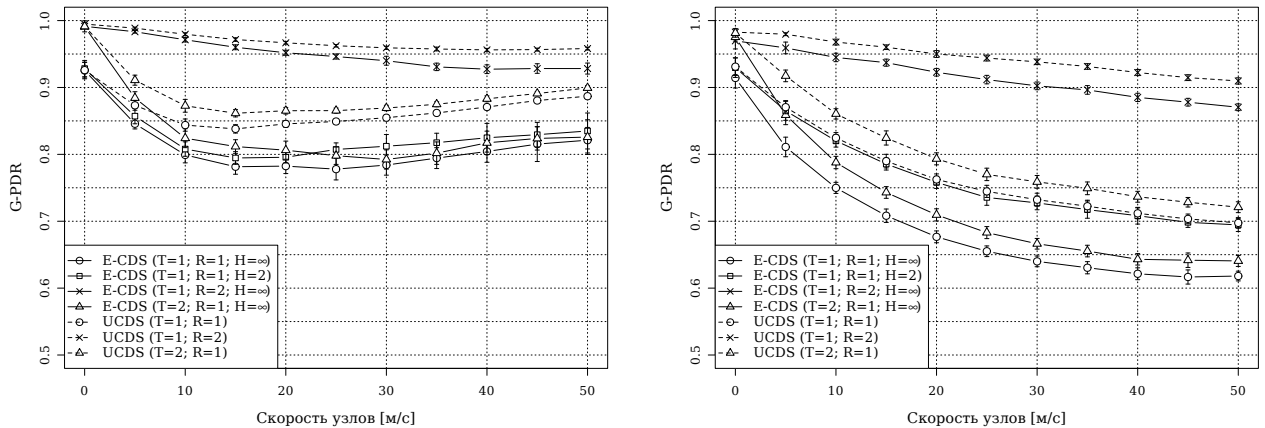 G-PDR
1.0
0.9
0.8
0.7
0.6
0.5
E-CDS (T=1; R=1; H=∞)
E-CDS (T=1; R=1; H=2)
E-CDS (T=1; R=2; H=∞)
E-CDS (T=2; R=1; H=∞)
UCDS (T=1; R=1)
UCDS (T=1; R=2)
UCDS (T=2; R=1)
0 10 20 30 40 50
Скорость узлов [м/с]
G-PDR
1.0
0.9
0.8
0.7
0.6
0.5
E-CDS (T=1; R=1; H=∞)
E-CDS (T=1; R=1; H=2)
E-CDS (T=1; R=2; H=∞)
E-CDS (T=2; R=1; H=∞)
UCDS (T=1; R=1)
UCDS (T=1; R=2)
UCDS (T=2; R=1)
0 10 20 30 40 50
Скорость узлов [м/с]